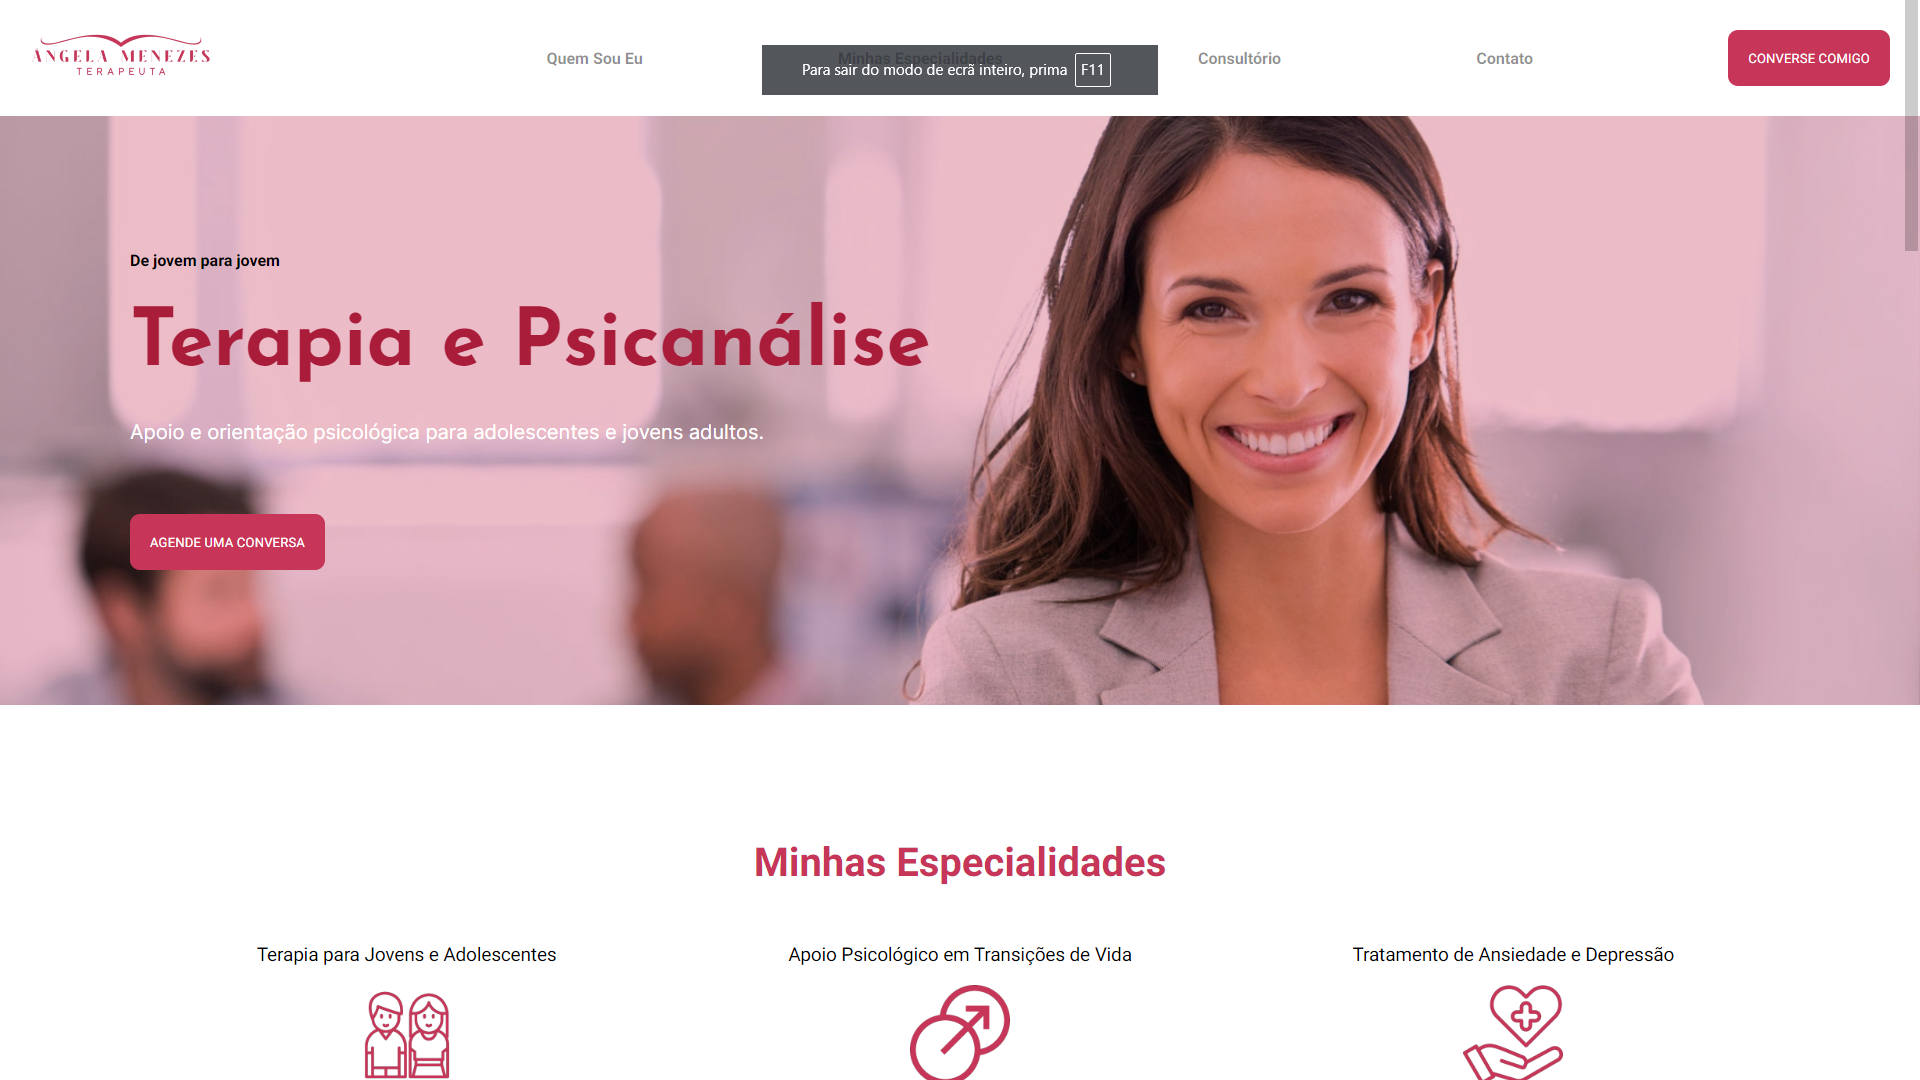 ÂNGELA MENEZES
TERAPEUTA
Quem Sou Eu
Minhas Especialidades
Consultório
Contato
CONVERSE COMIGO
Para sair do modo de ecrã inteiro, prima F11
De jovem para jovem
Terapia e Psicanálise
Apoio e orientação psicológica para adolescentes e jovens adultos.
AGENDE UMA CONVERSA
Minhas Especialidades
Terapia para Jovens e Adolescentes
Apoio Psicológico em Transições de Vida
Tratamento de Ansiedade e Depressão